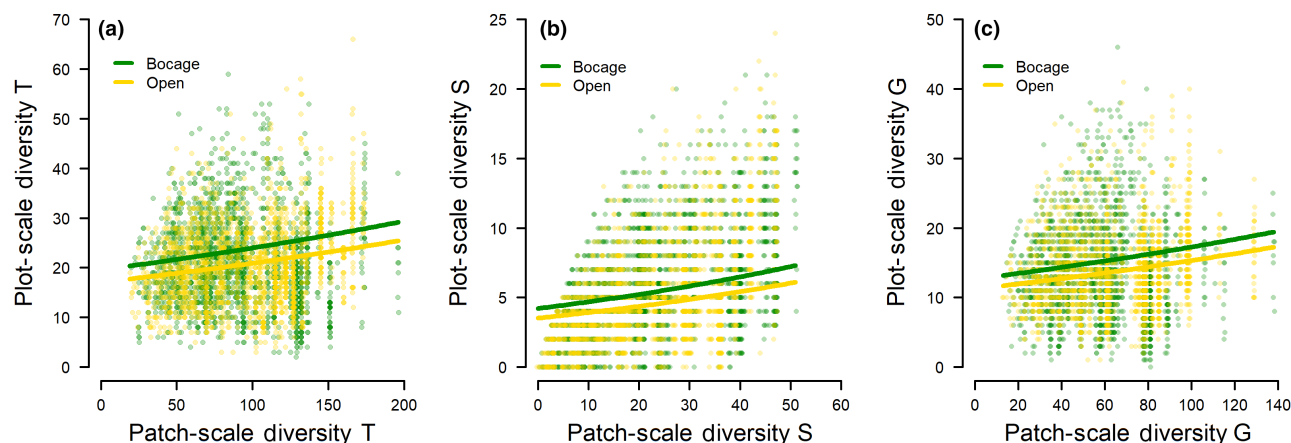 (a)
Plot-scale diversity T
70
60
50
40
30
20
10
0
Bocage
Open
0 50 100 150 200
Patch-scale diversity T
(b)
Plot-scale diversity S
25
20
15
10
5
0
Bocage
Open
0 10 20 30 40 50 60
Patch-scale diversity S
(c)
Plot-scale diversity G
50
40
30
20
10
0
Bocage
Open
0 20 40 60 80 100 120 140
Patch-scale diversity G